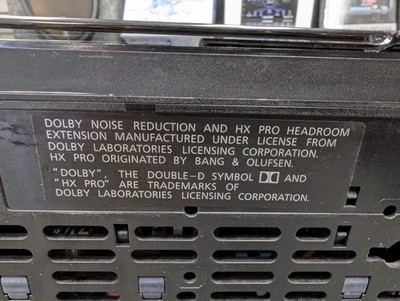 DOLBY NOISE REDUCTION AND HX PRO HEADROOM
EXTENSION MANUFACTURED UNDER LICENSE FROM
DOLBY LABORATORIES LICENSING CORPORATION.
HX PRO ORIGINATED BY BANG & OLUFSEN.
"DOLBY", THE DOUBLE-D SYMBOL AND
"HX PRO" ARE TRADEMARKS OF
DOLBY LABORATORIES LICENSING CORPORATION.